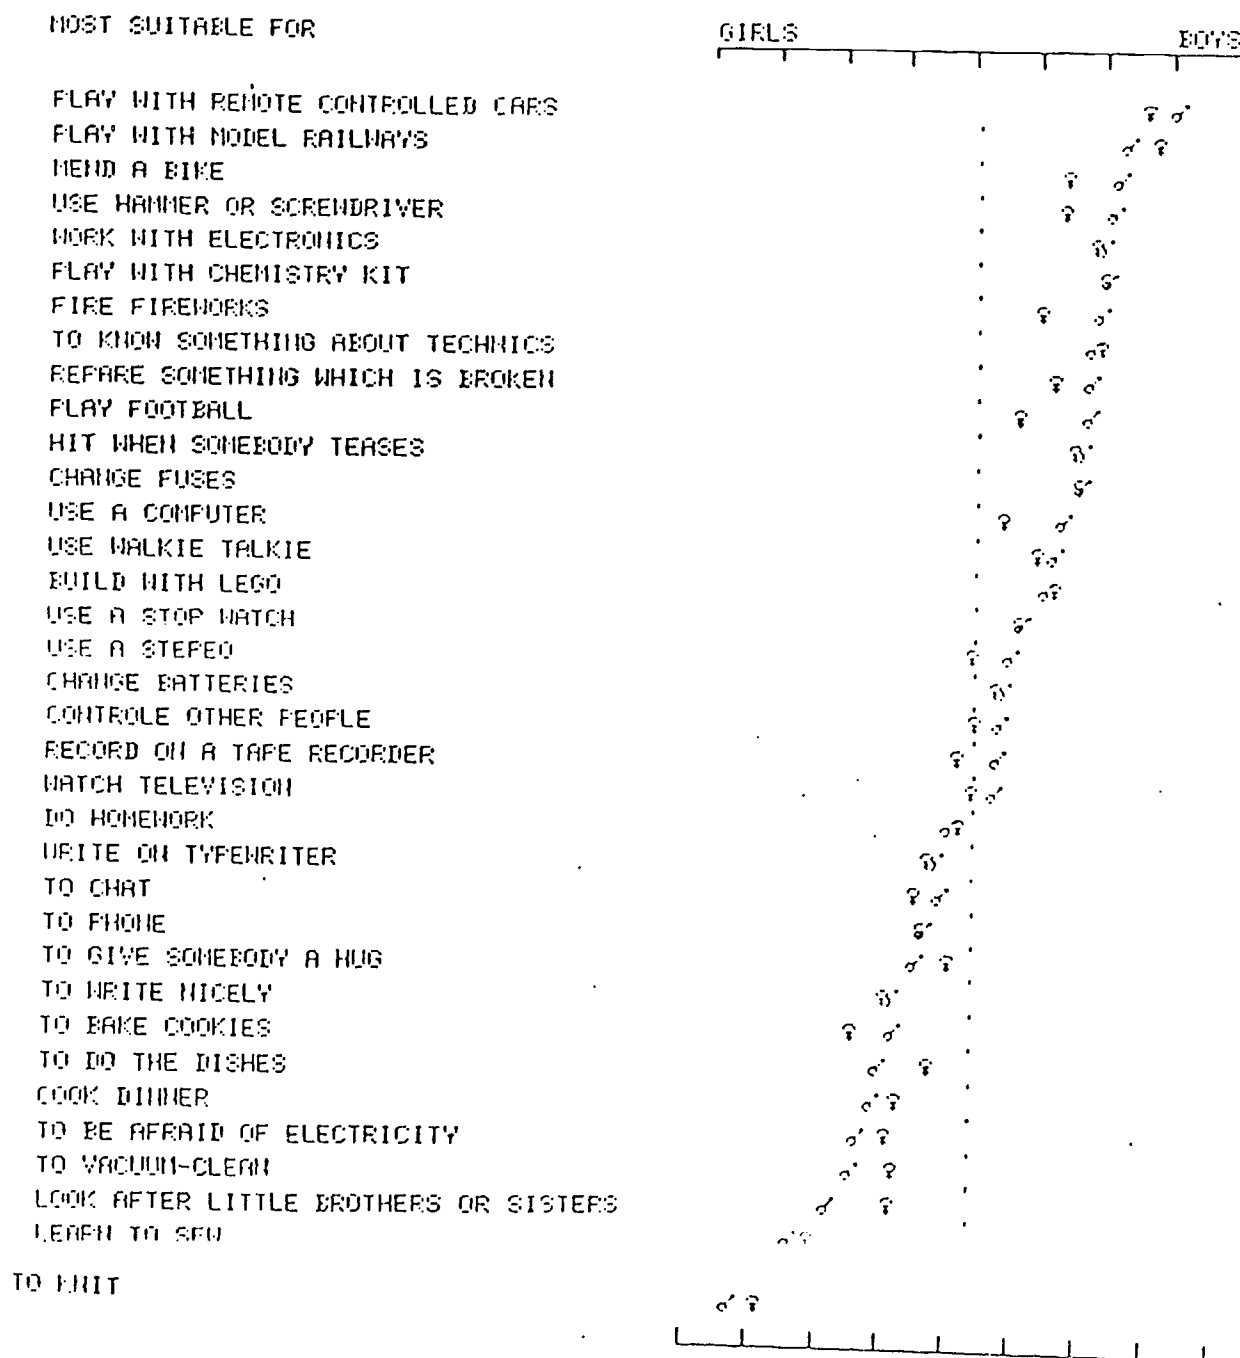 MOST SUITABLE FOR
GIRLS BOYS
PLAY WITH REMOTE CONTROLLED CARS
PLAY WITH MODEL RAILWAYS
MEND A BIKE
USE HAMMER OR SCREWDRIVER
WORK WITH ELECTRONICS
PLAY WITH CHEMISTRY KIT
FIRE FIREWORKS
TO KNOW SOMETHING ABOUT TECHNICS
REPARE SOMETHING WHICH IS BROKEN
PLAY FOOTBALL
HIT WHEN SOMEBODY TEASES
CHANGE FUSES
USE A COMPUTER
USE WALKIE TALKIE
BUILD WITH LEGO
USE A STOP WATCH
USE A STEREO
CHANGE BATTERIES
CONTROLE OTHER PEOPLE
RECORD ON A TAPE RECORDER
WATCH TELEVISION
DO HOMEWORK
WRITE ON TYPEWRITER
TO CHAT
TO PHONE
TO GIVE SOMEBODY A HUG
TO WRITE NICELY
TO BAKE COOKIES
TO DO THE DISHES
COOK DINNER
TO BE AFRAID OF ELECTRICITY
TO VACUUM-CLEAN
LOOK AFTER LITTLE BROTHERS OR SISTERS
LEARN TO SEW
TO KNIT